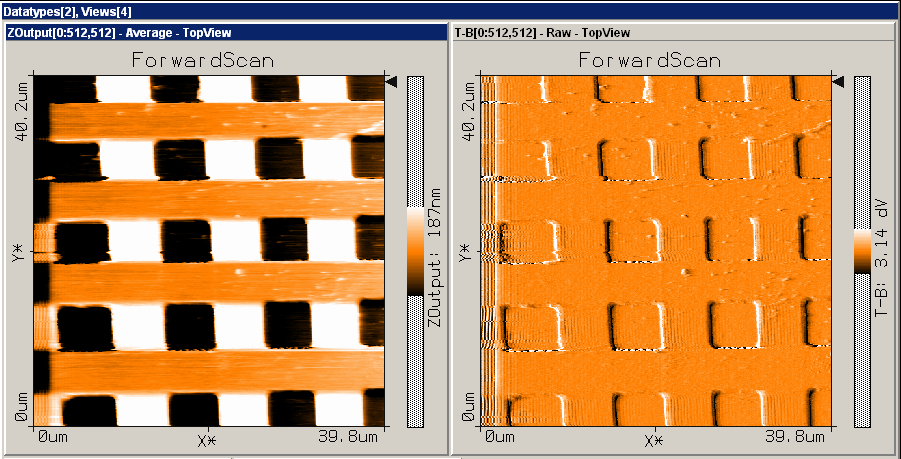 Datatypes[2], Views[4]
ZOutput[0:512,512] - Average - TopView
ForwardScan
40.2um
Y*
0um
0um
X*
39.8um
ZOutput: 187nm
T-B[0:512,512] - Raw - TopView
ForwardScan
40.2um
Y*
0um
0um
X*
39.8um
T-B: 3.14 dV